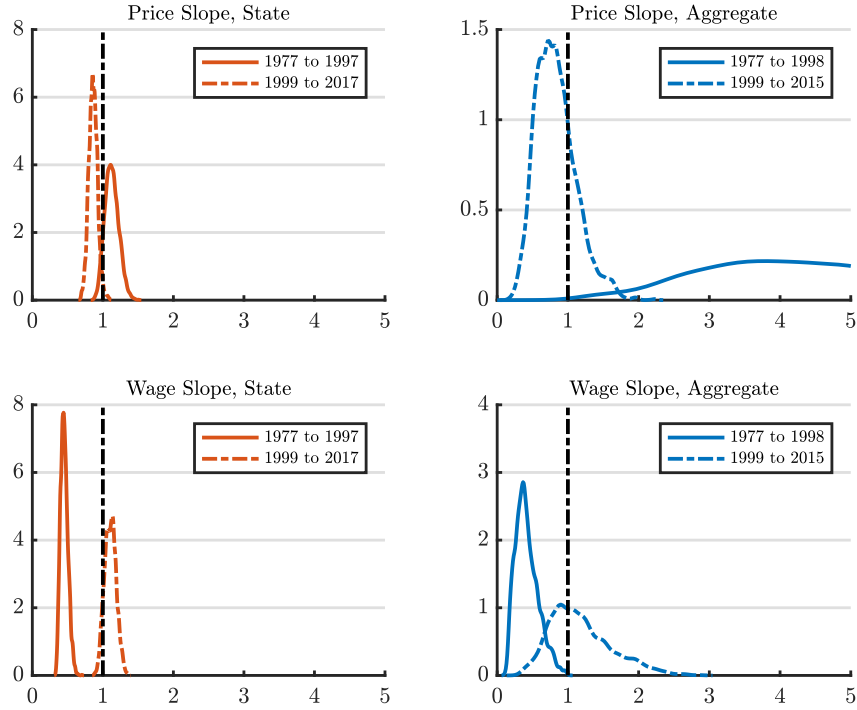 Price Slope, State
8
6
4
2
0
0 1 2 3 4 5
1977 to 1997
1999 to 2017
Price Slope, Aggregate
1.5
1
0.5
0
0 1 2 3 4 5
1977 to 1998
1999 to 2015
Wage Slope, State
8
6
4
2
0
0 1 2 3 4 5
1977 to 1997
1999 to 2017
Wage Slope, Aggregate
4
3
2
1
0
0 1 2 3 4 5
1977 to 1998
1999 to 2015